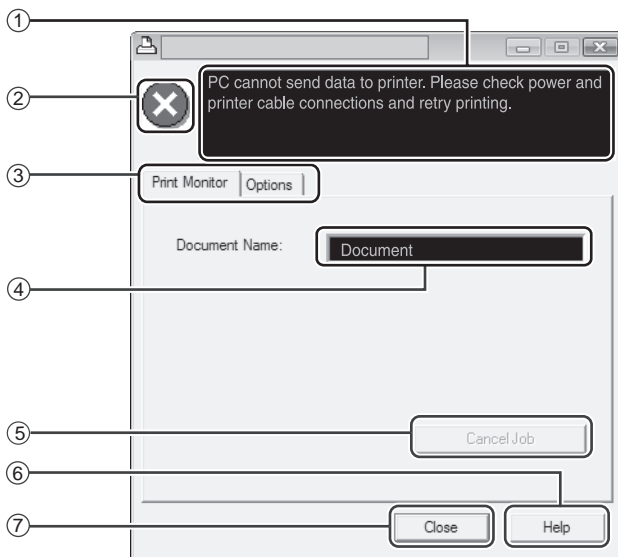 ①
PC cannot send data to printer. Please check power and
printer cable connections and retry printing.
②
③
Print Monitor
Options
Document Name:
Document
④
⑤
Cancel Job
⑥
⑦
Close
Help